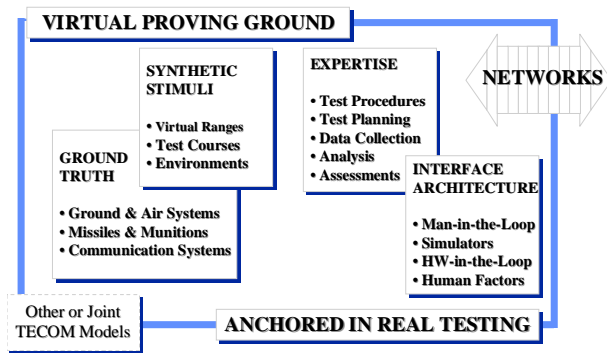 VIRTUAL PROVING GROUND
NETWORKS
SYNTHETIC
STIMULI
• Virtual Ranges
• Test Courses
• Environments
EXPERTISE
• Test Procedures
• Test Planning
• Data Collection
• Analysis
• Assessments
GROUND
TRUTH
• Ground & Air Systems
• Missiles & Munitions
• Communication Systems
INTERFACE
ARCHITECTURE
• Man-in-the-Loop
• Simulators
• HW-in-the-Loop
• Human Factors
Other or Joint
TECOM Models
ANCHORED IN REAL TESTING